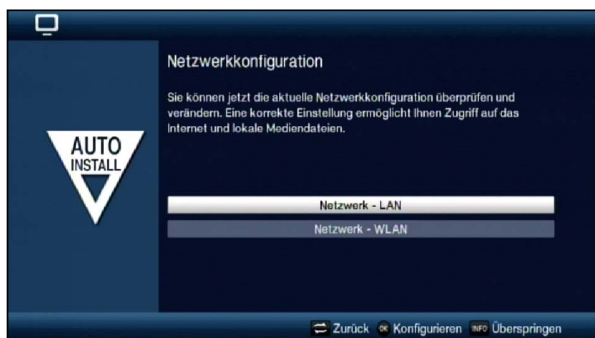 Netzwerkkonfiguration
Sie können jetzt die aktuelle Netzwerkkonfiguration überprüfen und
verändern. Eine korrekte Einstellung ermöglicht Ihnen Zugriff auf das
Internet und lokale Mediendateien.
AUTO
INSTALL
Netzwerk - LAN
Netzwerk - WLAN
Zurück OK Konfigurieren INFO Überspringen